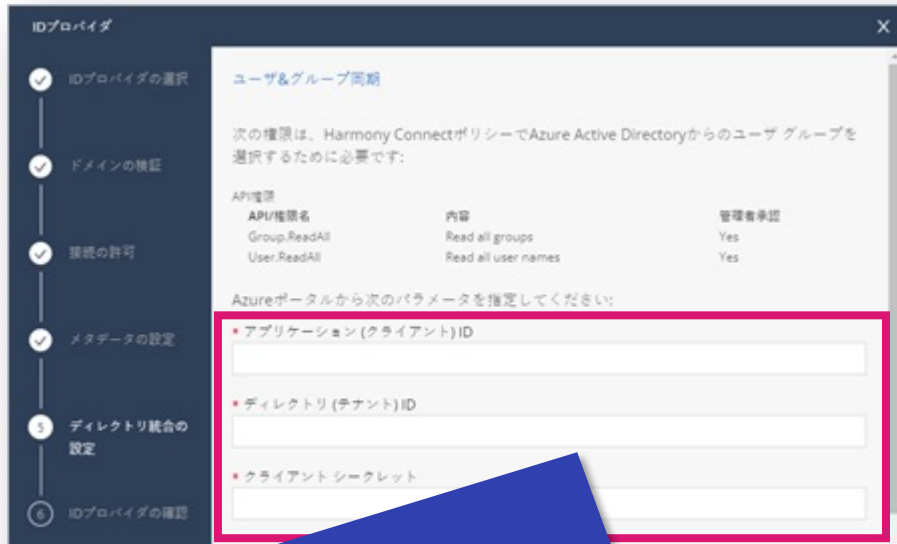 IDプロバイダ
X
IDプロバイダの選択
ドメインの検証
接続の許可
メタデータの設定
5
ディレクトリ統合の
設定
6
IDプロバイダの確認
ユーザ&グループ同期
次の権限は、Harmony ConnectポリシーでAzure Active Directoryからのユーザ グループを
選択するために必要です:
API権限
API/権限名 内容 管理者承認
Group.ReadAll Read all groups Yes
User.ReadAll Read all user names Yes
Azureポータルから次のパラメータを指定してください:
* アプリケーション (クライアント) ID
* ディレクトリ (テナント) ID
* クライアント シークレット